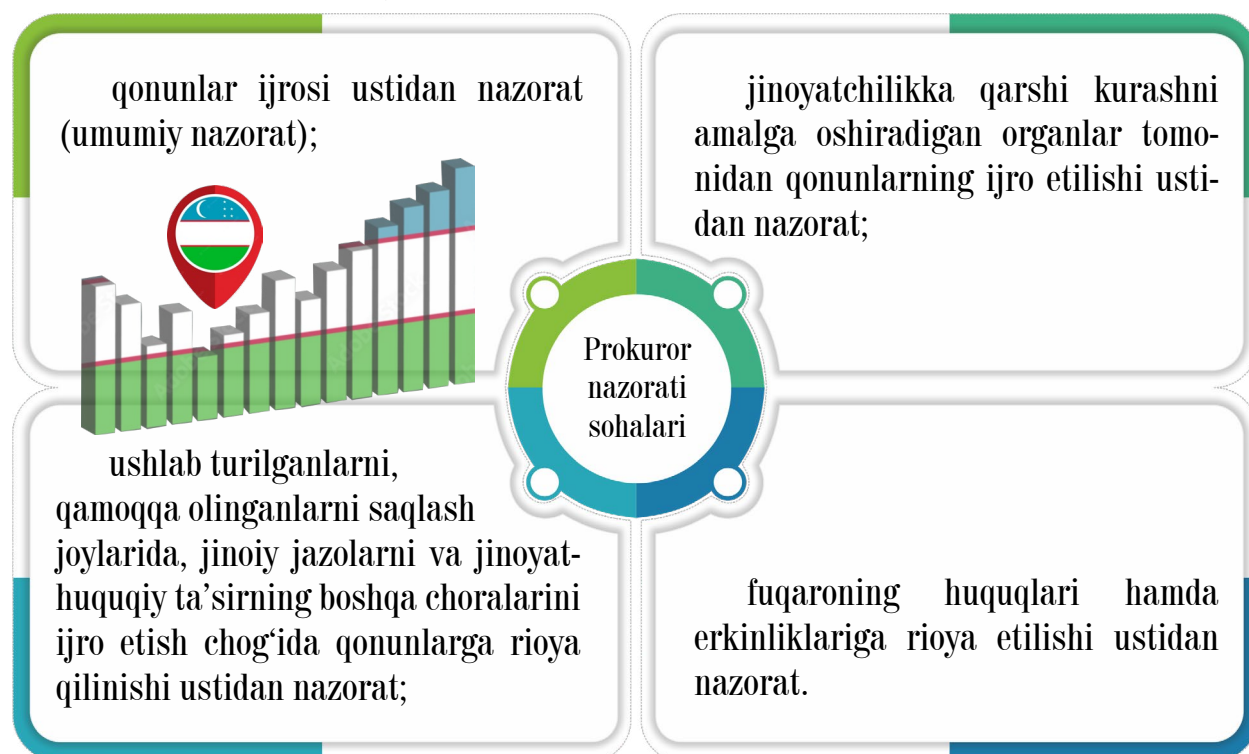 qonunlar ijrosi ustidan nazorat
(umumiy nazorat);
jinoyatchilikka qarshi kurashni
amalga oshiradigan organlar tomo-
nidan qonunlarning ijro etilishi usti-
dan nazorat;
Prokuror
nazorati
sohalari
ushlab turilganlarni,
qamoqqa olinganlarni saqlash
joylarida, jinoiy jazolarni va jinoyat-
huquqiy ta’sirning boshqa choralarini
ijro etish chog‘ida qonunlarga rioya
qilinishi ustidan nazorat;
fuqaroning huquqlari hamda
erkinliklariga rioya etilishi ustidan
nazorat.